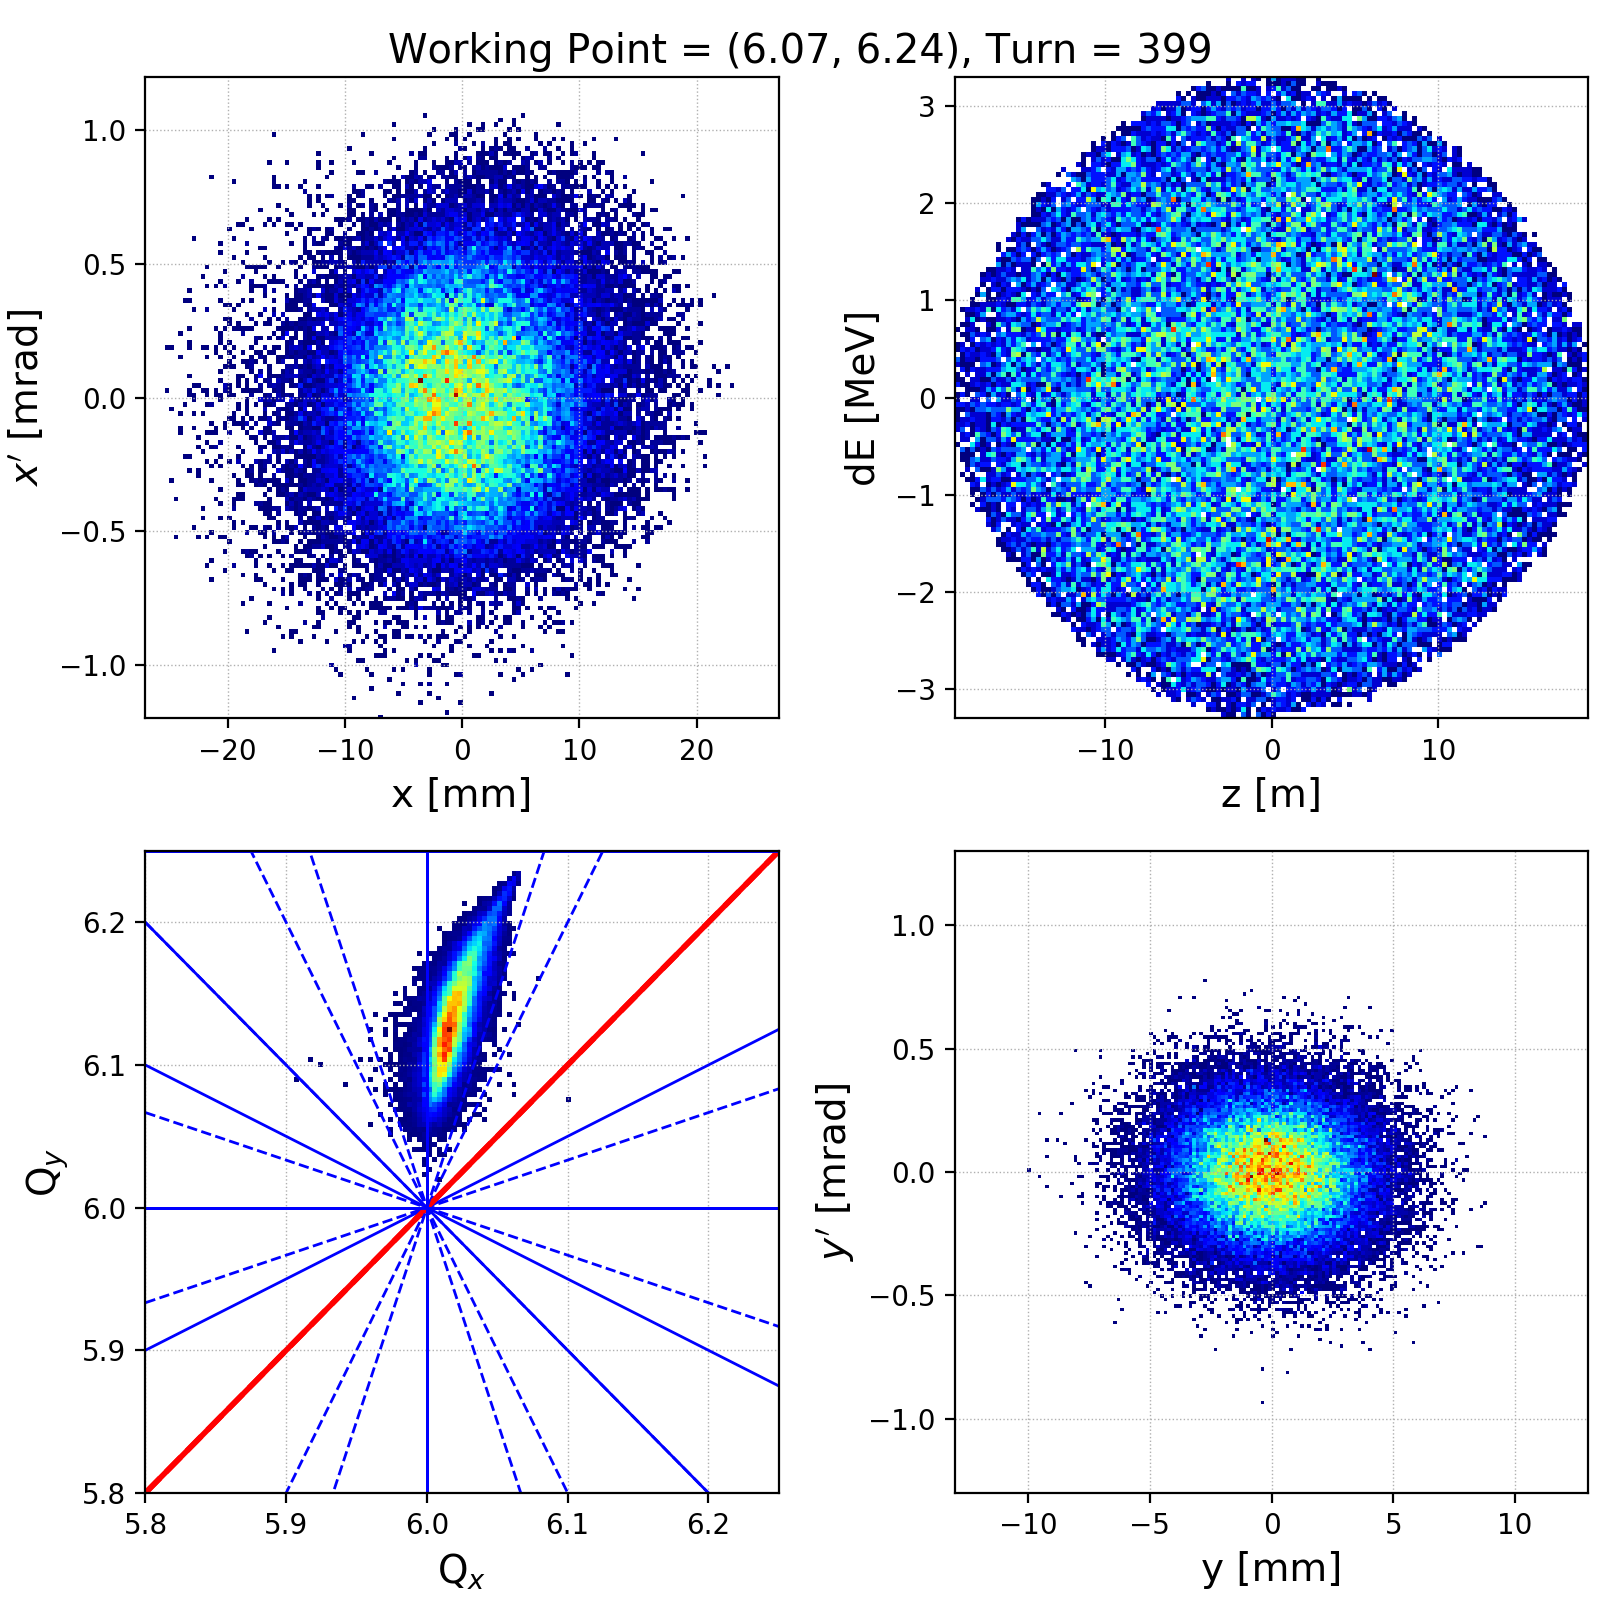 Working Point = (6.07, 6.24), Turn = 399
1.0
0.5
0.0
−0.5
−1.0
x′ [mrad]
−20 −10 0 10 20
x [mm]
3
2
1
0
−1
−2
−3
dE [MeV]
−10 0 10
z [m]
6.2
6.1
6.0
5.9
5.8
Qy
5.8 5.9 6.0 6.1 6.2
Qx
1.0
0.5
0.0
−0.5
−1.0
y′ [mrad]
−10 −5 0 5 10
y [mm]